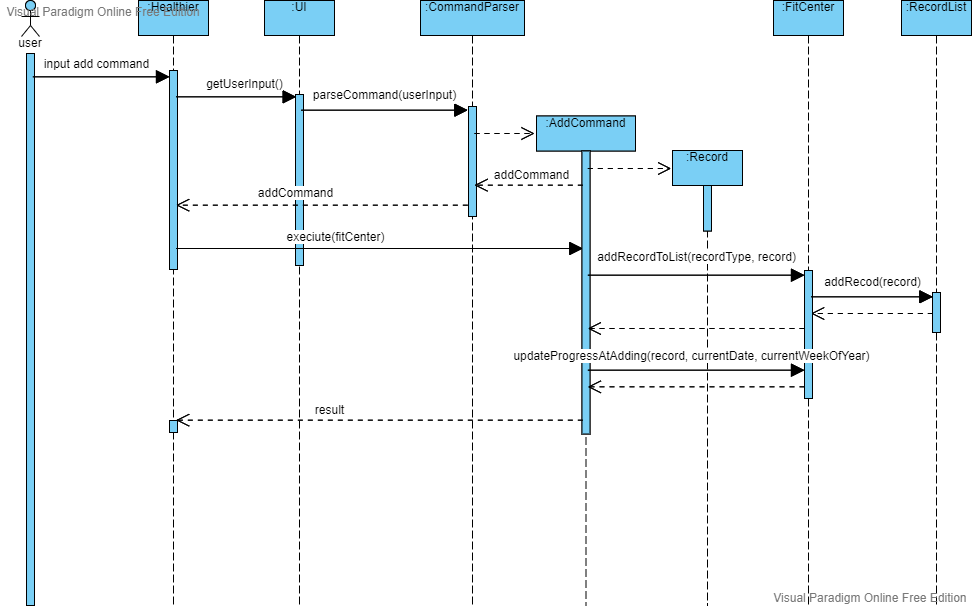 Visual Paradigm Online Free Edition
:Healthier
:UI
:CommandParser
:FitCenter
:RecordList
user
input add command
getUserInput()
parseCommand(userInput)
:AddCommand
:Record
addCommand
addCommand
execiute(fitCenter)
addRecordToList(recordType, record)
addRecod(record)
updateProgressAtAdding(record, currentDate, currentWeekOfYear)
result
Visual Paradigm Online Free Edition